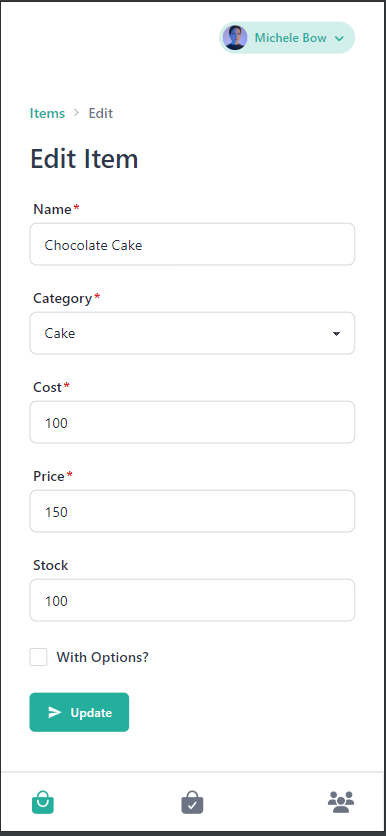 Michele Bow
Items > Edit
Edit Item
Name*
Chocolate Cake
Category*
Cake
Cost*
100
Price*
150
Stock
100
With Options?
Update